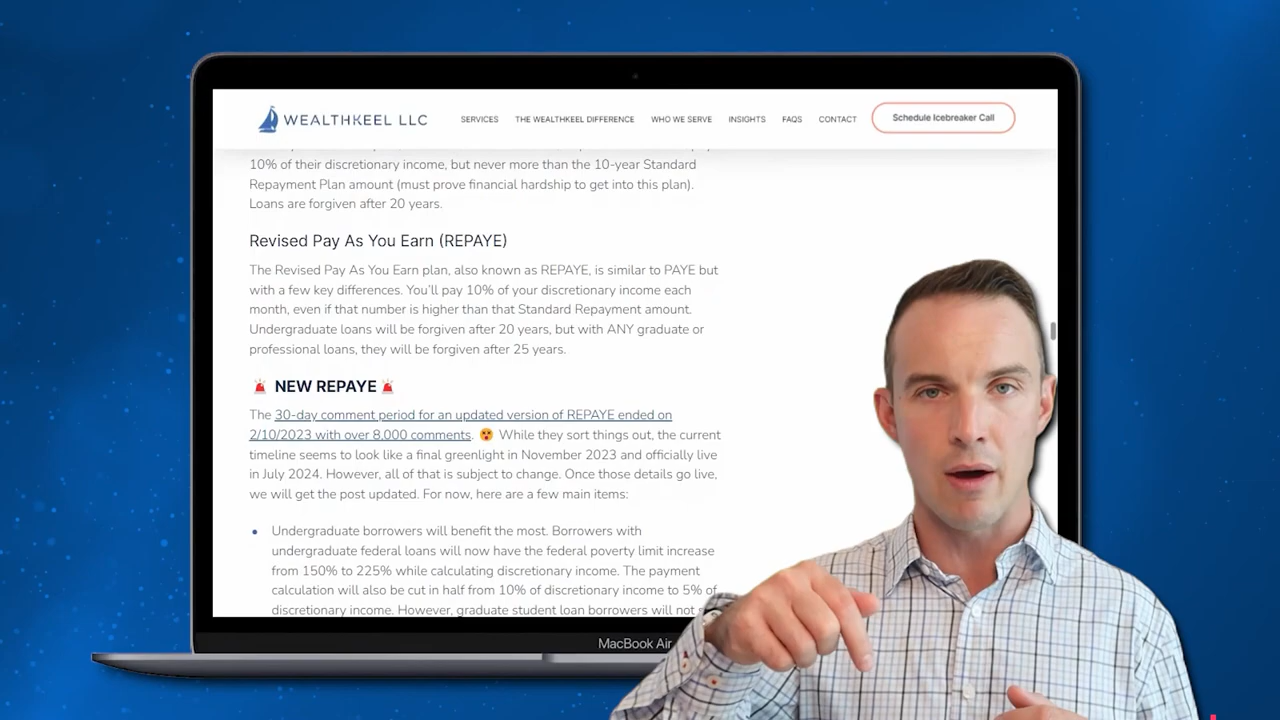 WEALTHKEEL LLC
SERVICES THE WEALTHKEEL DIFFERENCE WHO WE SERVE INSIGHTS FAQS CONTACT Schedule Icebreaker Call
10% of their discretionary income, but never more than the 10-year Standard
Repayment Plan amount (must prove financial hardship to get into this plan).
Loans are forgiven after 20 years.
Revised Pay As You Earn (REPAYE)
The Revised Pay As You Earn plan, also known as REPAYE, is similar to PAYE but
with a few key differences. You’ll pay 10% of your discretionary income each
month, even if that number is higher than that Standard Repayment amount.
Undergraduate loans will be forgiven after 20 years, but with ANY graduate or
professional loans, they will be forgiven after 25 years.
🚨 NEW REPAYE 🚨
The 30-day comment period for an updated version of REPAYE ended on
2/10/2023 with over 8,000 comments. 😮 While they sort things out, the current
timeline seems to look like a final greenlight in November 2023 and officially live
in July 2024. However, all of that is subject to change. Once those details go live,
we will get the post updated. For now, here are a few main items:
• Undergraduate borrowers will benefit the most. Borrowers with
undergraduate federal loans will now have the federal poverty limit increase
from 150% to 225% while calculating discretionary income. The payment
calculation will also be cut in half from 10% of discretionary income to 5% of
discretionary income. However, graduate student loan borrowers will not
MacBook Air